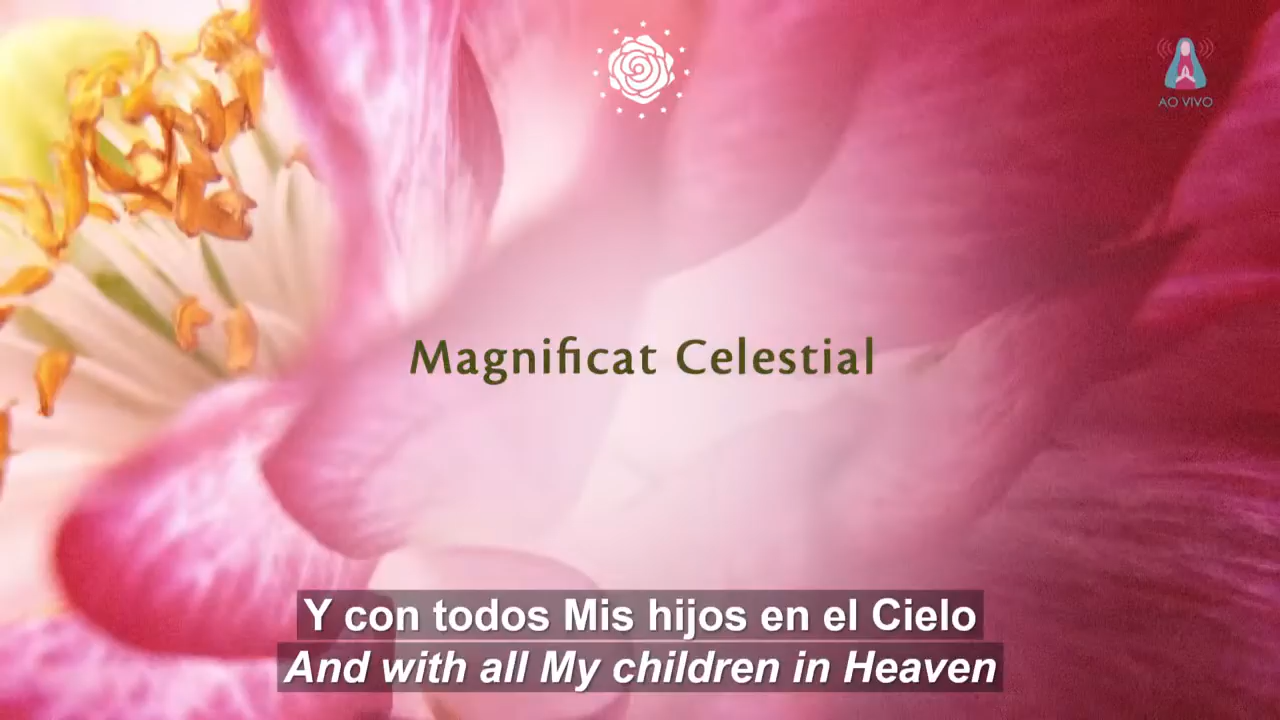 AO VIVO
Magnificat Celestial
Y con todos Mis hijos en el Cielo
And with all My children in Heaven